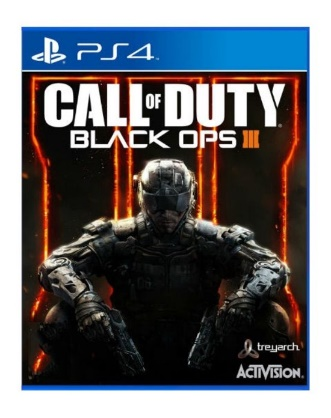 PS4
CALL OF DUTY
BLACK OPS III
treyarch
ACTIVISION